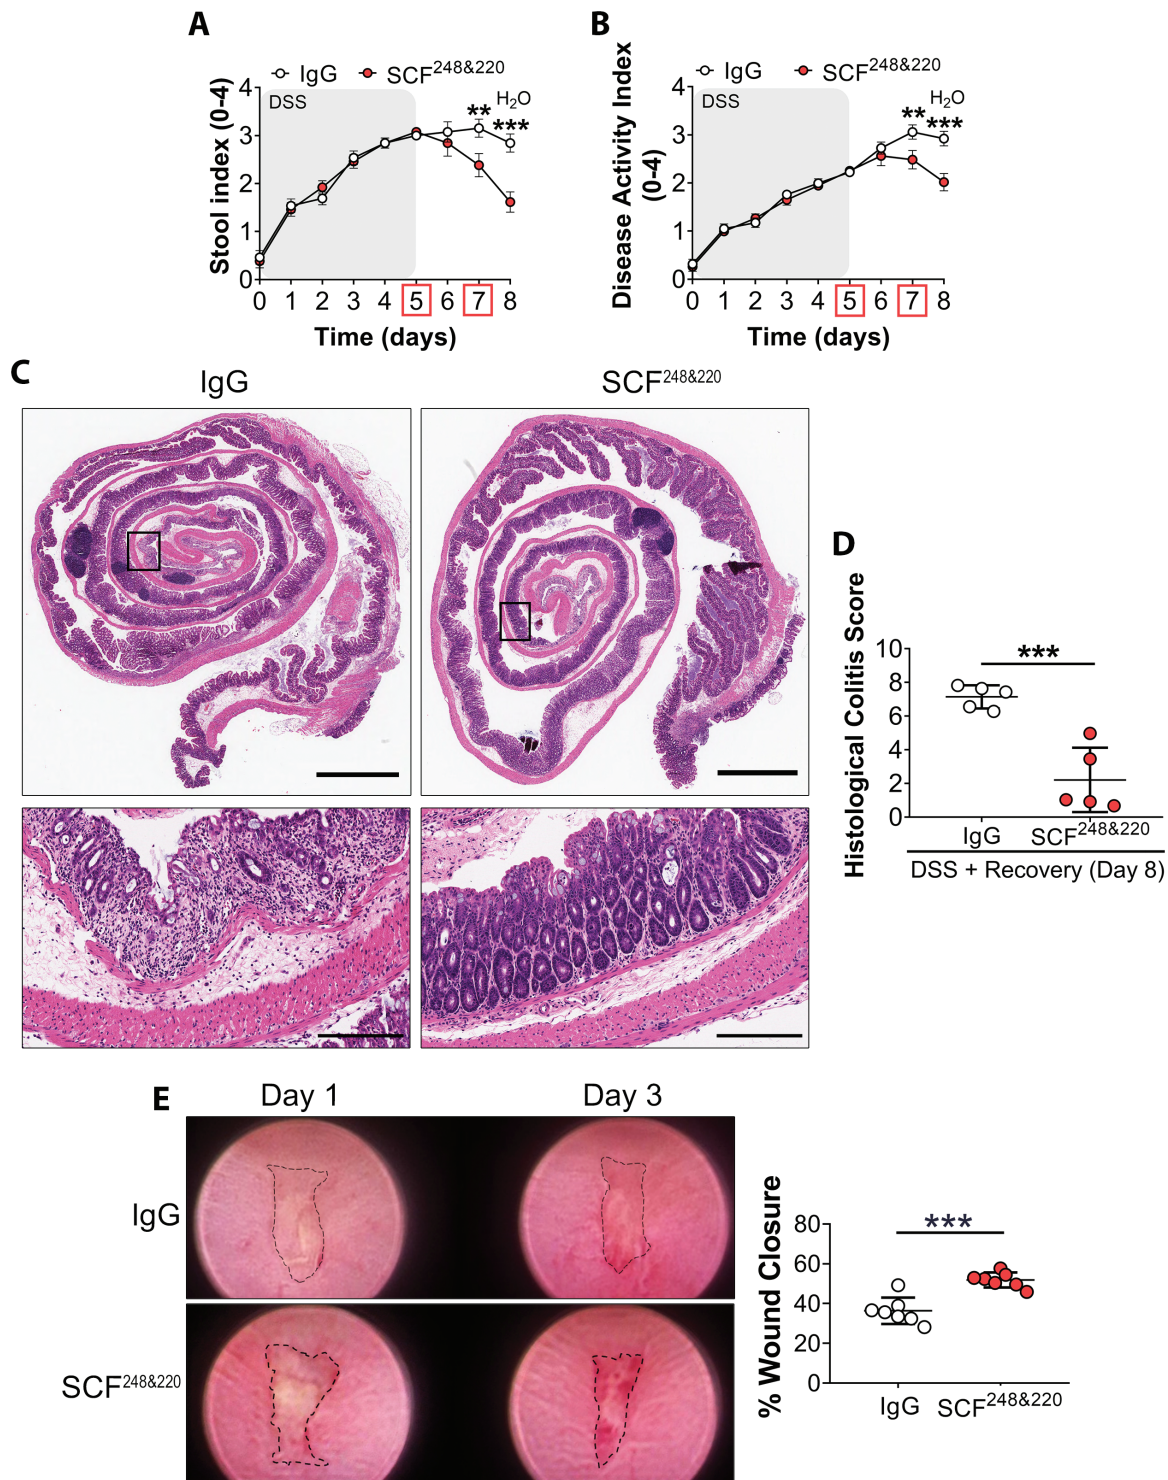 A
IgG SCF248&220
Stool index (0-4)
4
3
2
1
0
DSS
H2O
**
***
0 1 2 3 4 5 6 7 8
Time (days)
B
IgG SCF248&220
Disease Activity Index
(0-4)
4
3
2
1
0
DSS
H2O
**
***
0 1 2 3 4 5 6 7 8
Time (days)
C
IgG SCF248&220
D
Histological Colitis Score
10
8
6
4
2
0
***
IgG SCF248&220
DSS + Recovery (Day 8)
E
Day 1 Day 3
IgG
SCF248&220
% Wound Closure
80
60
40
20
0
***
IgG SCF248&220